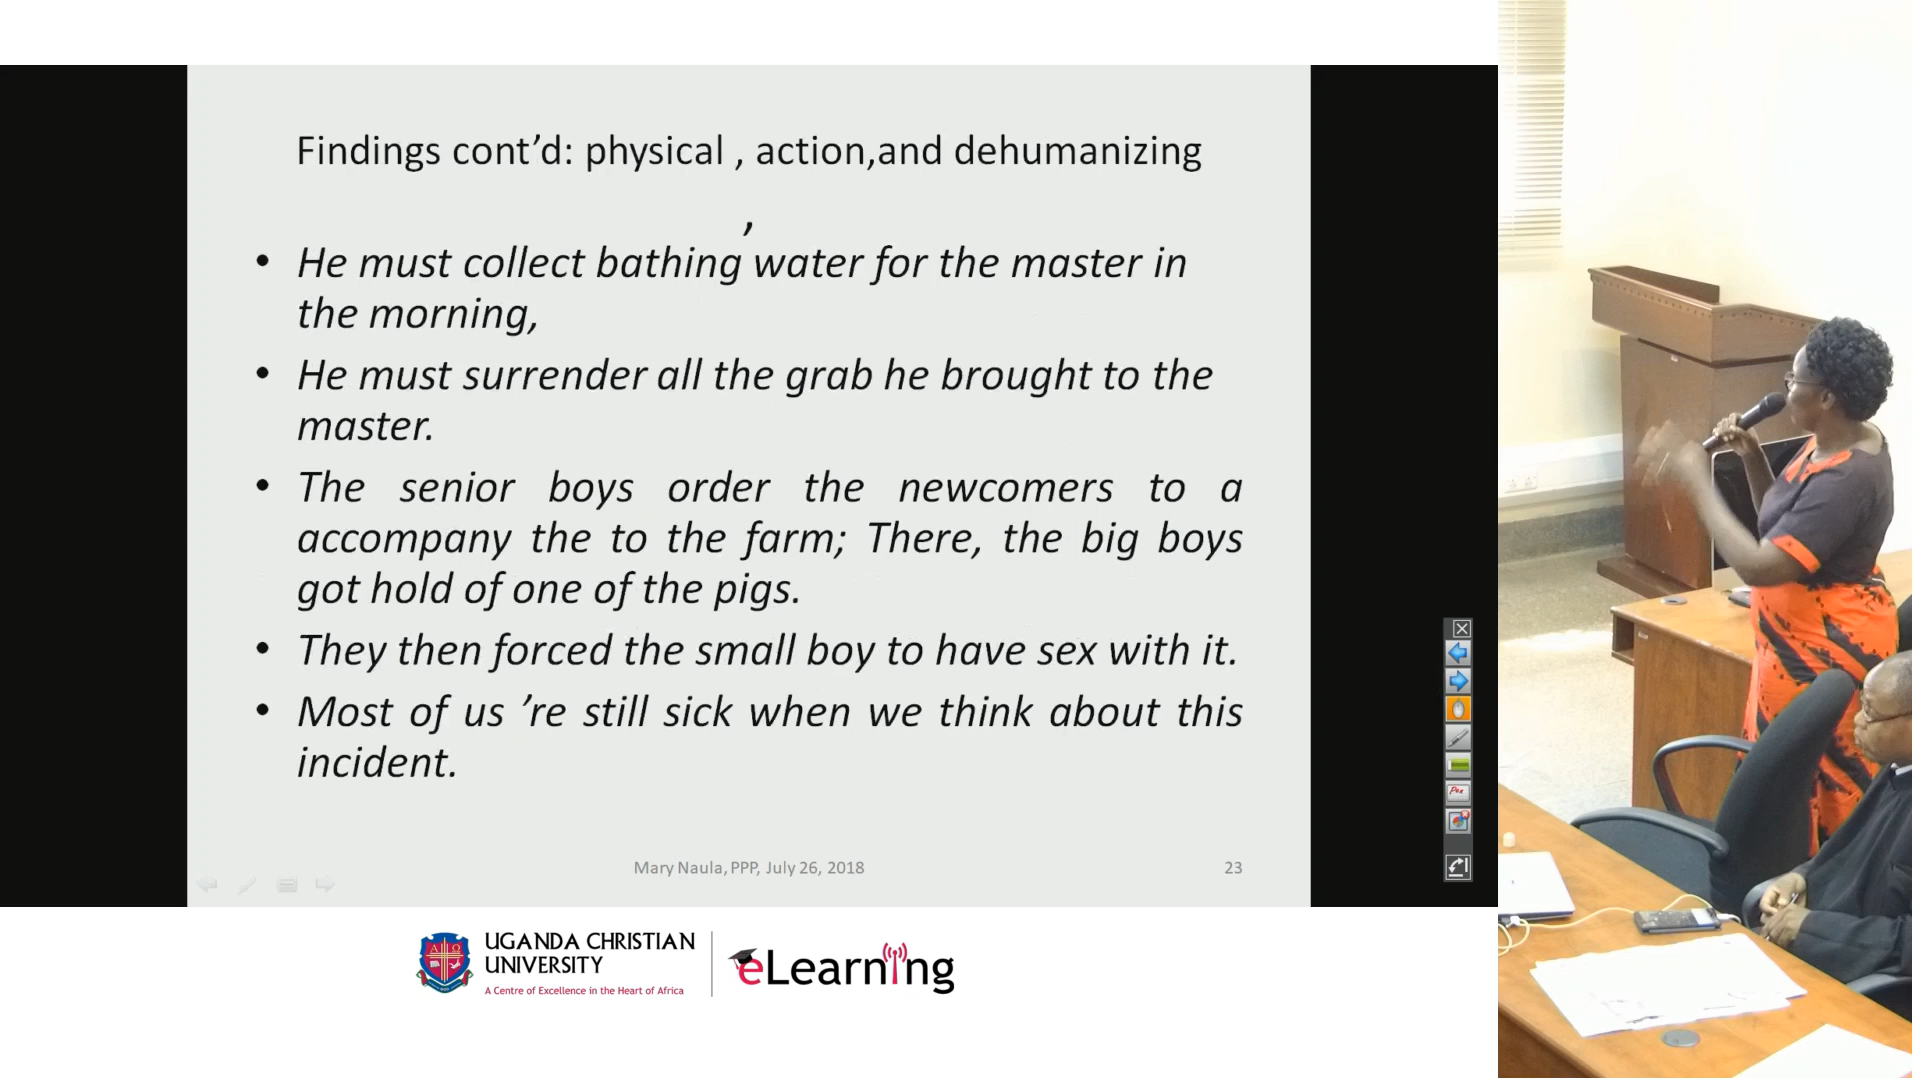 Findings cont’d: physical , action,and dehumanizing
,
• He must collect bathing water for the master in
the morning,
• He must surrender all the grab he brought to the
master.
• The senior boys order the newcomers to a
accompany the to the farm; There, the big boys
got hold of one of the pigs.
• They then forced the small boy to have sex with it.
• Most of us ’re still sick when we think about this
incident.
Mary Naula, PPP, July 26, 2018
23
UGANDA CHRISTIAN
UNIVERSITY
A Centre of Excellence in the Heart of Africa
eLearning
Pen
Α Ω